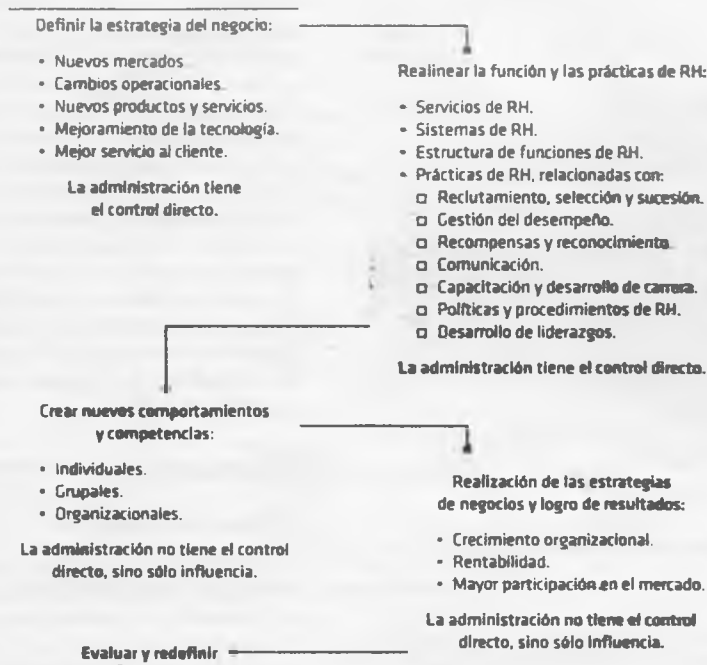 Definir la estrategia del negocio:
• Nuevos mercados
• Cambios operacionales.
• Nuevos productos y servicios.
• Mejoramiento de la tecnología.
• Mejor servicio al cliente.
La administración tiene
el control directo.
Realinear la función y las prácticas de RH:
• Servicios de RH.
• Sistemas de RH.
• Estructura de funciones de RH.
• Prácticas de RH, relacionadas con:
□ Reclutamiento, selección y sucesión.
□ Gestión del desempeño.
□ Recompensas y reconocimiento.
□ Comunicación.
□ Capacitación y desarrollo de carrera.
□ Políticas y procedimientos de RH.
□ Desarrollo de liderazgos.
La administración tiene el control directo.
Crear nuevos comportamientos
y competencias:
• Individuales.
• Grupales.
• Organizacionales.
La administración no tiene el control
directo, sino sólo influencia.
Realización de las estrategias
de negocios y logro de resultados:
• Crecimiento organizacional.
• Rentabilidad.
• Mayor participación en el mercado.
La administración no tiene el control
directo, sino sólo influencia.
Evaluar y redefinir